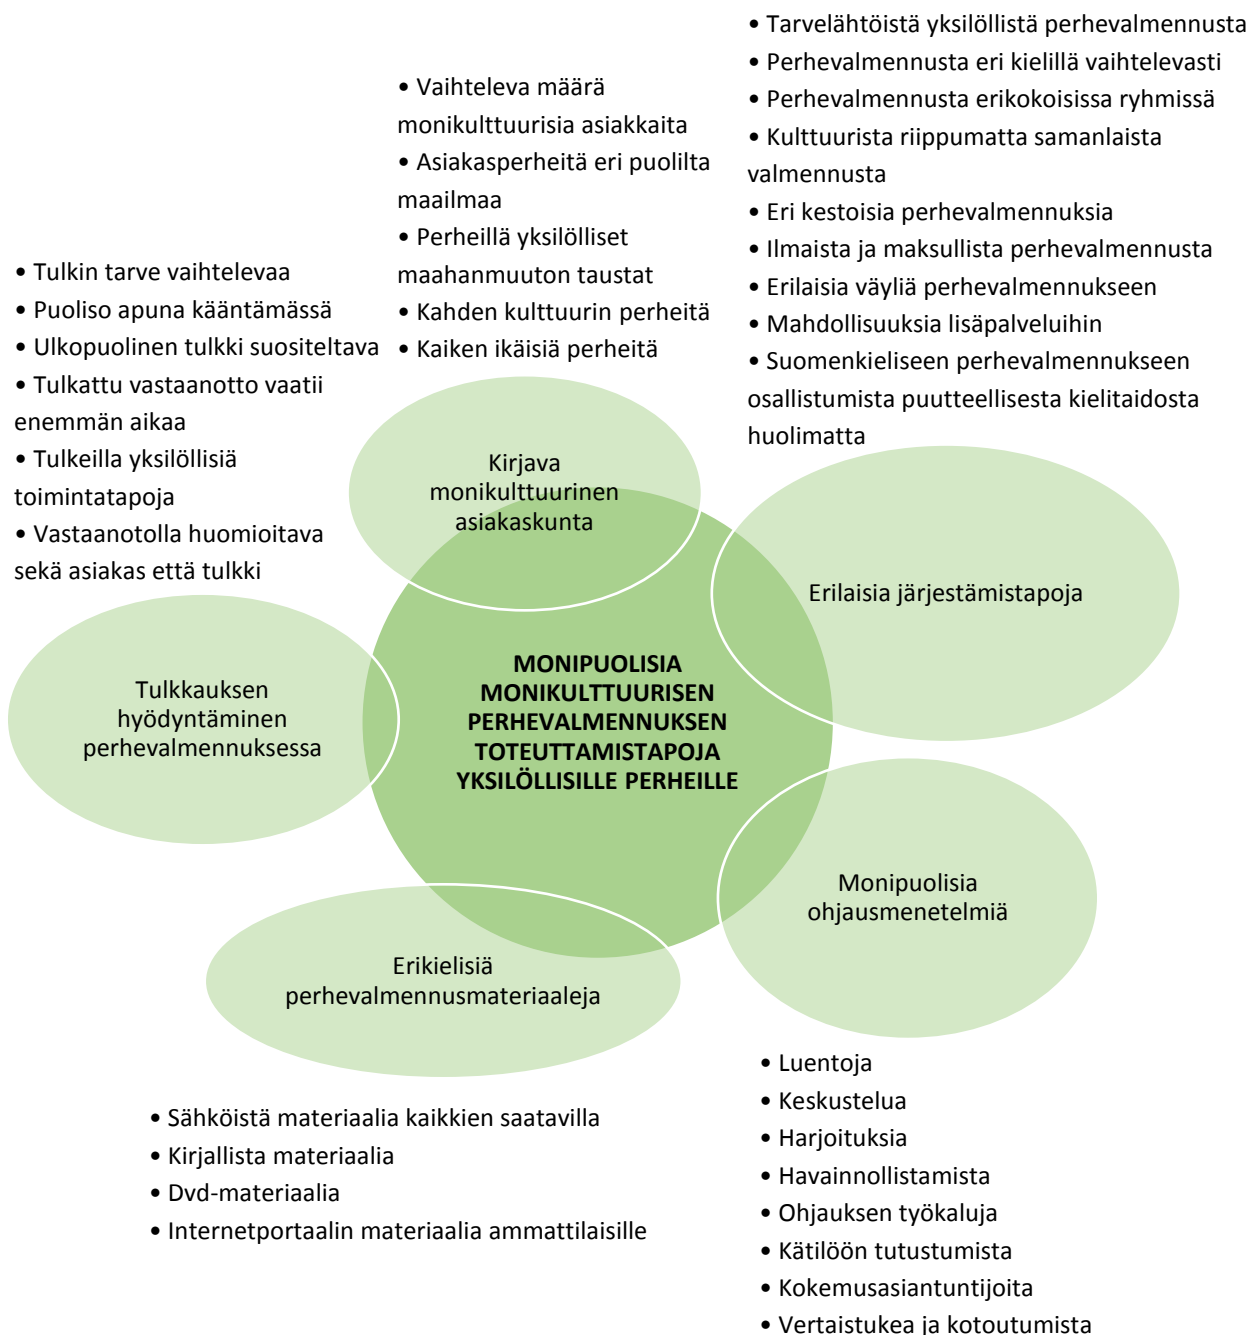 • Tarvelähtöistä yksilöllistä perhevalmennusta
• Perhevalmennusta eri kielillä vaihtelevasti
• Perhevalmennusta erikokoisissa ryhmissä
• Kulttuurista riippumatta samanlaista
valmennusta
• Eri kestoisia perhevalmennuksia
• Ilmaista ja maksullista perhevalmennusta
• Erilaisia väyliä perhevalmennukseen
• Mahdollisuuksia lisäpalveluihin
• Suomenkieliseen perhevalmennukseen
osallistumista puutteellisesta kielitaidosta
huolimatta
• Vaihteleva määrä
monikulttuurisia asiakkaita
• Asiakasperheitä eri puolilta
maailmaa
• Perheillä yksilölliset
maahanmuuton taustat
• Kahden kulttuurin perheitä
• Kaiken ikäisiä perheitä
• Tulkin tarve vaihtelevaa
• Puoliso apuna kääntämässä
• Ulkopuolinen tulkki suositeltava
• Tulkattu vastaanotto vaatii
enemmän aikaa
• Tulkeilla yksilöllisiä
toimintatapoja
• Vastaanotolla huomioitava
sekä asiakas että tulkki
Kirjava
monikulttuurinen
asiakaskunta
Erilaisia järjestämistapoja
MONIPUOLISIA
MONIKULTTUURISEN
PERHEVALMENNUKSEN
TOTEUTTAMISTAPOJA
YKSILÖLLISILLE PERHEILLE
Tulkkauksen
hyödyntäminen
perhevalmennuksessa
Monipuolisia
ohjausmenetelmiä
Erikielisiä
perhevalmennusmateriaaleja
• Sähköistä materiaalia kaikkien saatavilla
• Kirjallista materiaalia
• Dvd-materiaalia
• Internetportaalin materiaalia ammattilaisille
• Luentoja
• Keskustelua
• Harjoituksia
• Havainnollistamista
• Ohjauksen työkaluja
• Kätilöön tutustumista
• Kokemusasiantuntijoita
• Vertaistukea ja kotoutumista